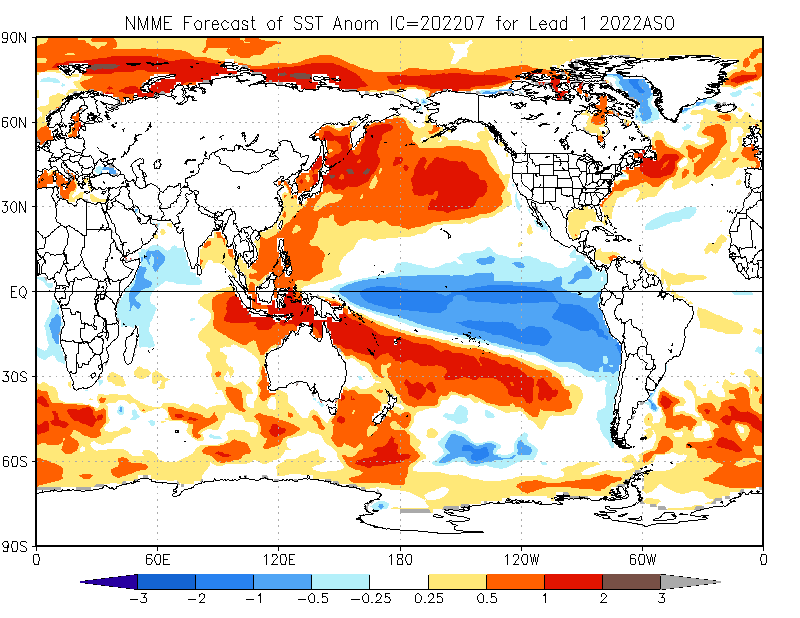 NMME Forecast of SST Anom IC=202207 for Lead 1 2022ASO
90N
60N
30N
EQ
30S
60S
90S
0 60E 120E 180 120W 60W 0
-3 -2 -1 -0.5 -0.25 0.25 0.5 1 2 3